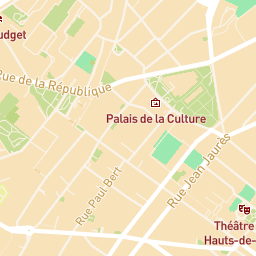 udget
Rue de la République
Palais de la Culture
Rue Jean Jaurès
Rue Paul Bert
Théâtre
Hauts-de-